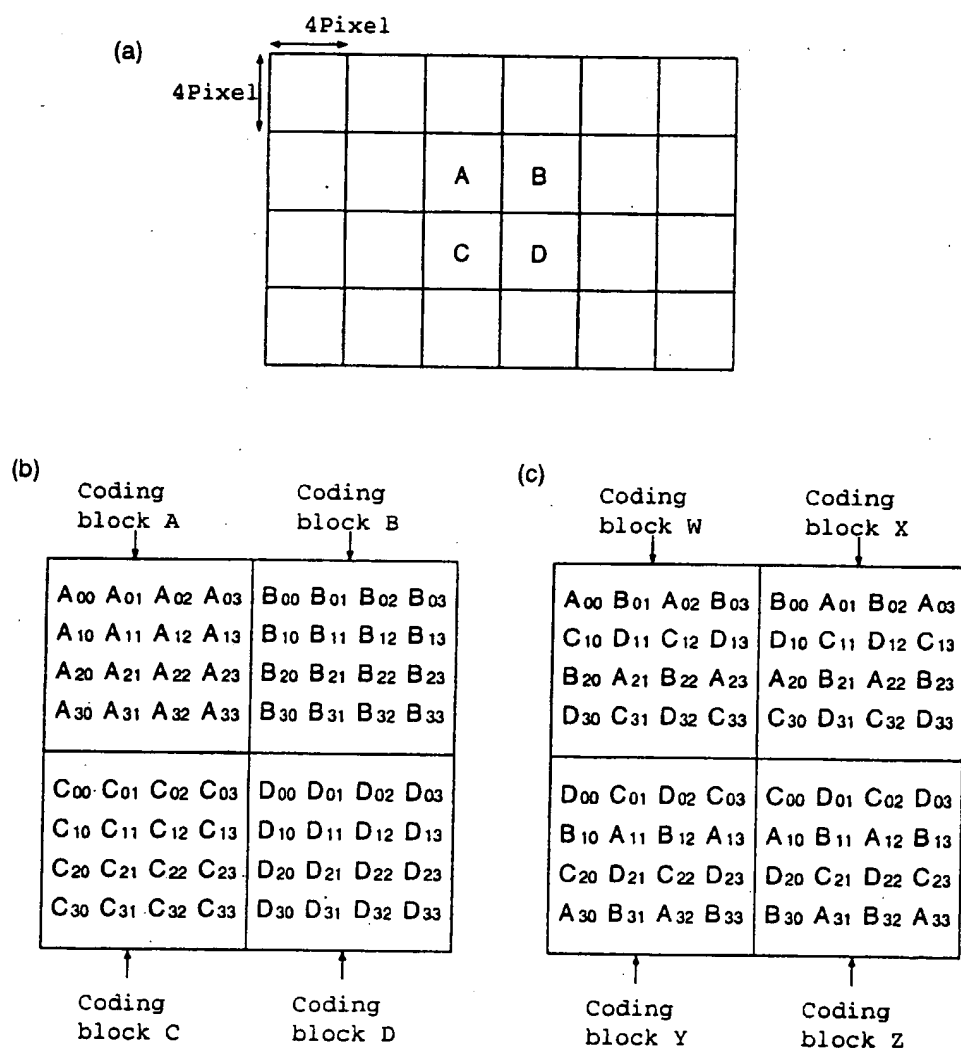 4Pixel
(a)
4Pixel
A B
C D
(b)
Coding
block A
Coding
block B
A00 A01 A02 A03 B00 B01 B02 B03
A10 A11 A12 A13 B10 B11 B12 B13
A20 A21 A22 A23 B20 B21 B22 B23
A30 A31 A32 A33 B30 B31 B32 B33
C00 C01 C02 C03 D00 D01 D02 D03
C10 C11 C12 C13 D10 D11 D12 D13
C20 C21 C22 C23 D20 D21 D22 D23
C30 C31 C32 C33 D30 D31 D32 D33
Coding
block C
Coding
block D
(c)
Coding
block W
Coding
block X
A00 B01 A02 B03 B00 A01 B02 A03
C10 D11 C12 D13 D10 C11 D12 C13
B20 A21 B22 A23 A20 B21 A22 B23
D30 C31 D32 C33 C30 D31 C32 D33
D00 C01 D02 C03 C00 D01 C02 D03
B10 A11 B12 A13 A10 B11 A12 B13
C20 D21 C22 D23 D20 C21 D22 C23
A30 B31 A32 B33 B30 A31 B32 A33
Coding
block Y
Coding
block Z